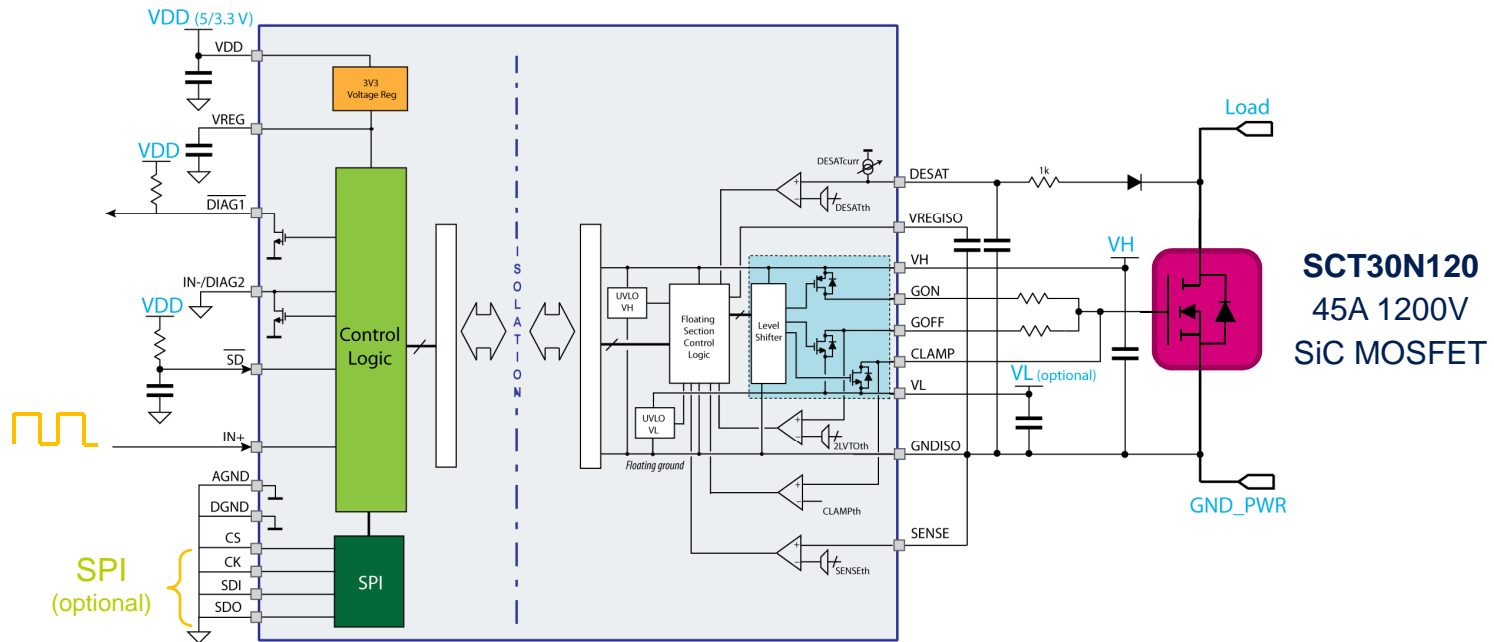 VDD (5/3.3 V)
VDD
3V3
Voltage Reg
VREG
VDD
DIAG1
IN-/DIAG2
VDD
SD
IN+
AGND
DGND
CS
CK
SDI
SDO
SPI
(optional)
Control
Logic
SPI
ISOLATION
DESATcurr
DESATth
UVLO
VH
Floating
Section
Control
Logic
Level
Shifter
UVLO
VL
Floating ground
2LVTOth
CLAMPth
SENSEth
DESAT
VREGISO
VH
GON
GOFF
CLAMP
VL
GNDISO
SENSE
1k
Load
VH
VL (optional)
GND_PWR
SCT30N120
45A 1200V
SiC MOSFET